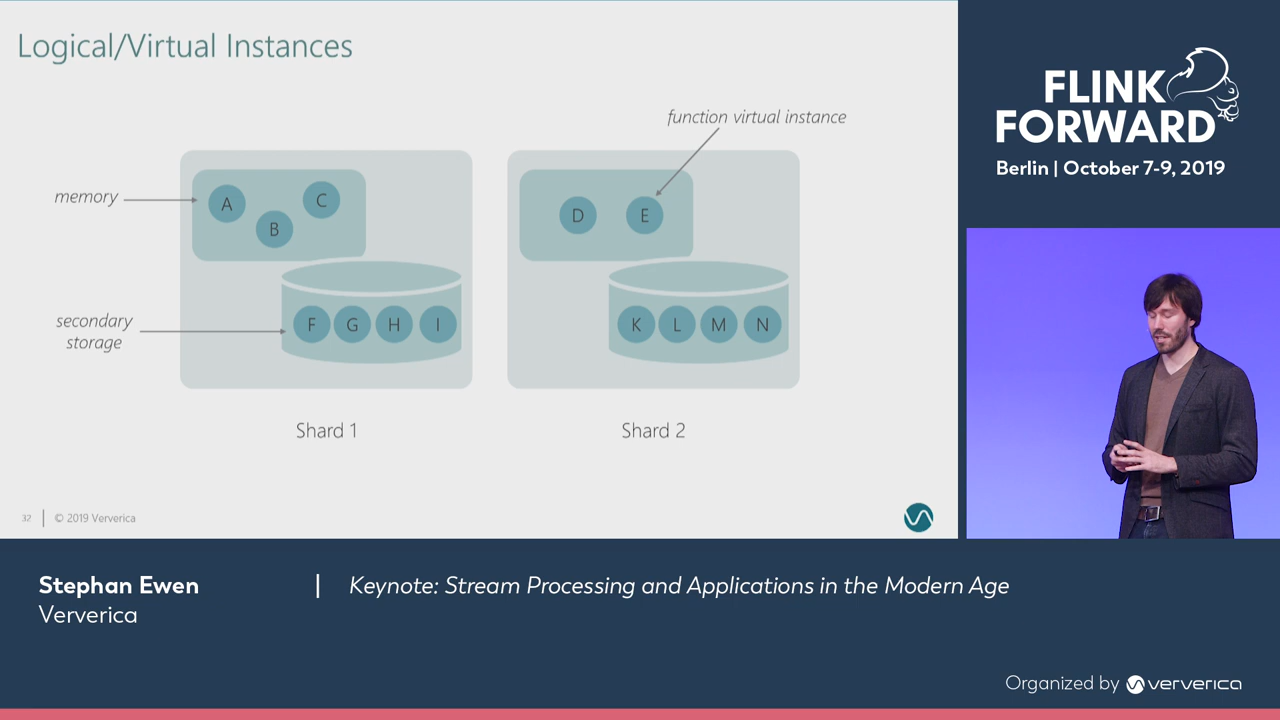 Logical/Virtual Instances
function virtual instance
memory
A
B
C
D
E
secondary
storage
F G H I
K L M N
Shard 1
Shard 2
32 | © 2019 Ververica
FLINK
FORWARD
Berlin | October 7-9, 2019
Stephan Ewen | Keynote: Stream Processing and Applications in the Modern Age
Ververica
Organized by ververica